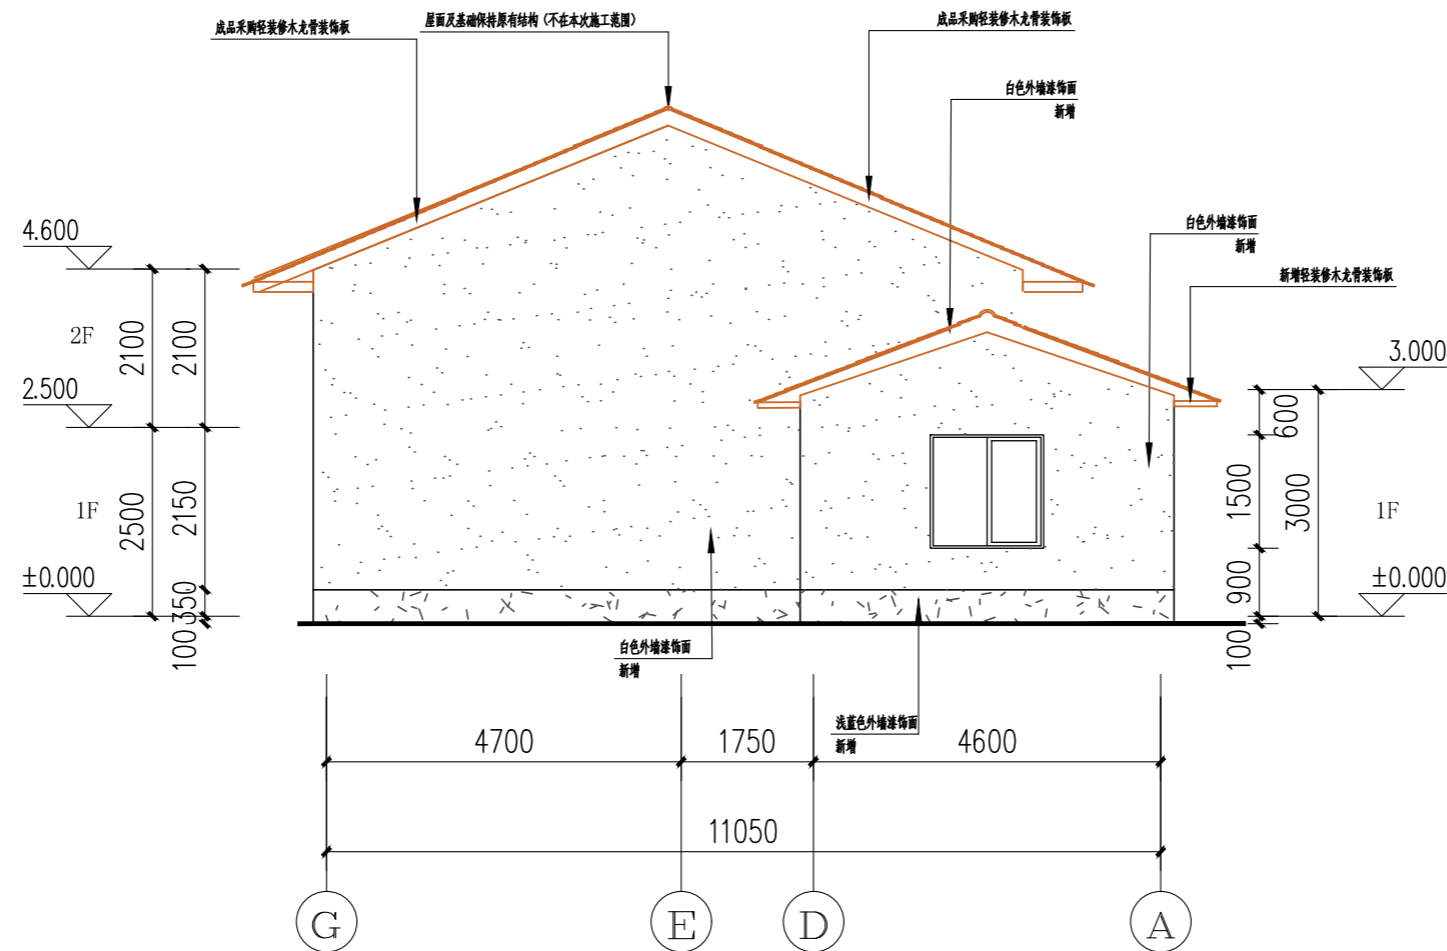 成品采购轻装修木龙骨装饰板
屋面及基础保持原有结构（不在本次施工范围）
成品采购轻装修木龙骨装饰板
白色外墙漆饰面
新增
白色外墙漆饰面
新增
新增轻装修木龙骨装饰板
4.600
2F
2100
2100
2.500
1F
2500
2150
±0.000
350
100
3.000
600
1500
3000
1F
900
±0.000
100
白色外墙漆饰面
新增
浅蓝色外墙漆饰面
新增
4700
1750
4600
11050
G
E
D
A